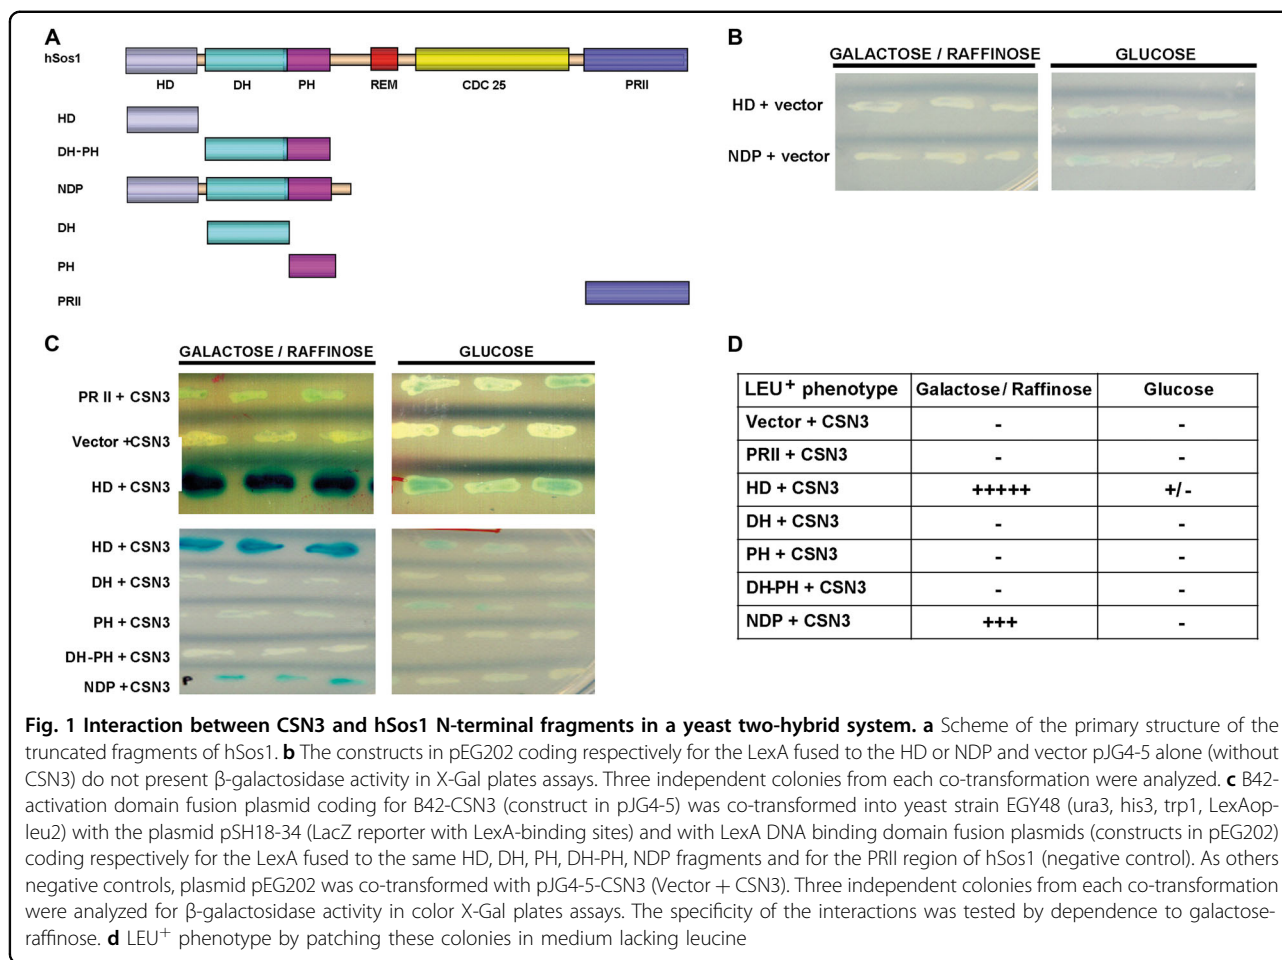 A
hSos1
HD DH PH REM CDC 25 PRII
HD
DH-PH
NDP
DH
PH
PRII
B
GALACTOSE / RAFFINOSE GLUCOSE
HD + vector
NDP + vector
C
GALACTOSE / RAFFINOSE GLUCOSE
PR II + CSN3
Vector +CSN3
HD + CSN3
HD + CSN3
DH + CSN3
PH + CSN3
DH-PH + CSN3
NDP +CSN3
P
D
LEU+ phenotype Galactose / Raffinose Glucose
Vector + CSN3 - -
PRII + CSN3 - -
HD + CSN3 +++++ +/-
DH + CSN3 - -
PH + CSN3 - -
DH-PH + CSN3 - -
NDP + CSN3 +++ -
Fig. 1 Interaction between CSN3 and hSos1 N-terminal fragments in a yeast two-hybrid system. a Scheme of the primary structure of the
truncated fragments of hSos1. b The constructs in pEG202 coding respectively for the LexA fused to the HD or NDP and vector pJG4-5 alone (without
CSN3) do not present β-galactosidase activity in X-Gal plates assays. Three independent colonies from each co-transformation were analyzed. c B42-
activation domain fusion plasmid coding for B42-CSN3 (construct in pJG4-5) was co-transformed into yeast strain EGY48 (ura3, his3, trp1, LexAop-
leu2) with the plasmid pSH18-34 (LacZ reporter with LexA-binding sites) and with LexA DNA binding domain fusion plasmids (constructs in pEG202)
coding respectively for the LexA fused to the same HD, DH, PH, DH-PH, NDP fragments and for the PRII region of hSos1 (negative control). As others
negative controls, plasmid pEG202 was co-transformed with pJG4-5-CSN3 (Vector + CSN3). Three independent colonies from each co-transformation
were analyzed for β-galactosidase activity in color X-Gal plates assays. The specificity of the interactions was tested by dependence to galactose-
raffinose. d LEU+ phenotype by patching these colonies in medium lacking leucine